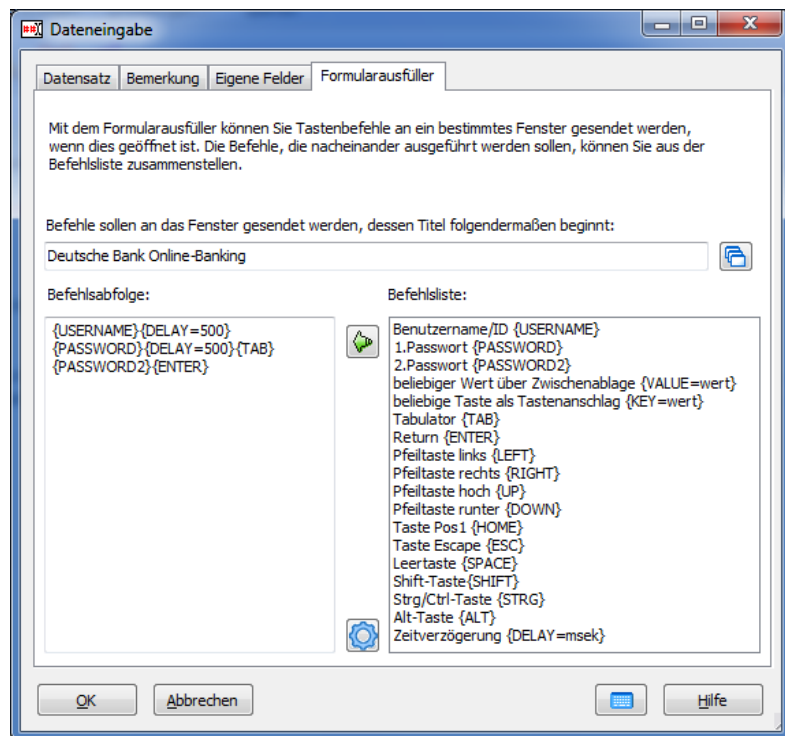 Dateneingabe
Datensatz Bemerkung Eigene Felder Formularausfüller
Mit dem Formularausfüller können Sie Tastenbefehle an ein bestimmtes Fenster gesendet werden,
wenn dies geöffnet ist. Die Befehle, die nacheinander ausgeführt werden sollen, können Sie aus der
Befehlsliste zusammenstellen.
Befehle sollen an das Fenster gesendet werden, dessen Titel folgendermaßen beginnt:
Deutsche Bank Online-Banking
Befehlsabfolge:
{USERNAME}{DELAY=500}
{PASSWORD}{DELAY=500}{TAB}
{PASSWORD2}{ENTER}
Befehlsliste:
Benutzername/ID {USERNAME}
1.Passwort {PASSWORD}
2.Passwort {PASSWORD2}
beliebiger Wert über Zwischenablage {VALUE=wert}
beliebige Taste als Tastenanschlag {KEY=wert}
Tabulator {TAB}
Return {ENTER}
Pfeiltaste links {LEFT}
Pfeiltaste rechts {RIGHT}
Pfeiltaste hoch {UP}
Pfeiltaste runter {DOWN}
Taste Pos1 {HOME}
Taste Escape {ESC}
Leertaste {SPACE}
Shift-Taste{SHIFT}
Strg/Ctrl-Taste {STRG}
Alt-Taste {ALT}
Zeitverzögerung {DELAY=msek}
OK Abbrechen Hilfe